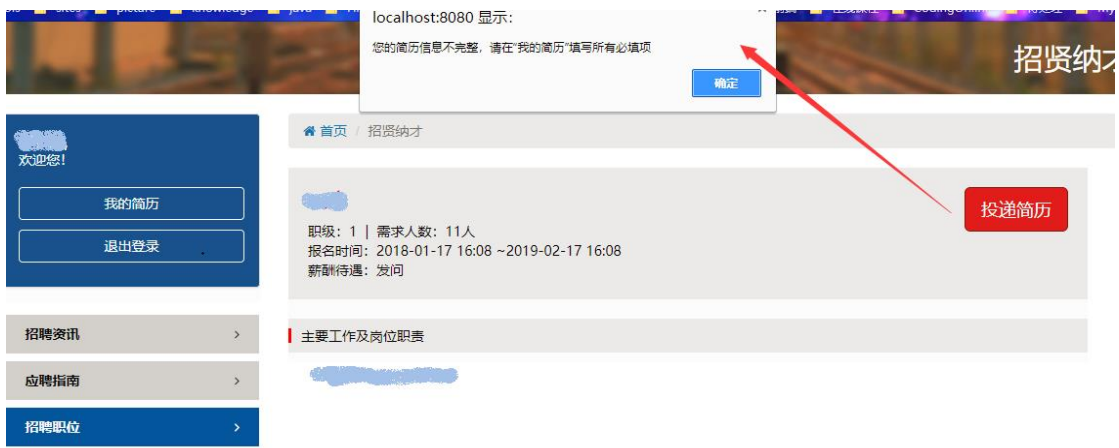 localhost:8080 显示:
您的简历信息不完整，请在"我的简历"填写所有必填项
确定
招贤纳
首页 / 招贤纳才
欢迎您!
我的简历
退出登录
投递简历
职级：1 | 需求人数：11人
报名时间：2018-01-17 16:08 ~2019-02-17 16:08
薪酬待遇：发问
招聘资讯 >
应聘指南 >
招聘职位 >
主要工作及岗位职责